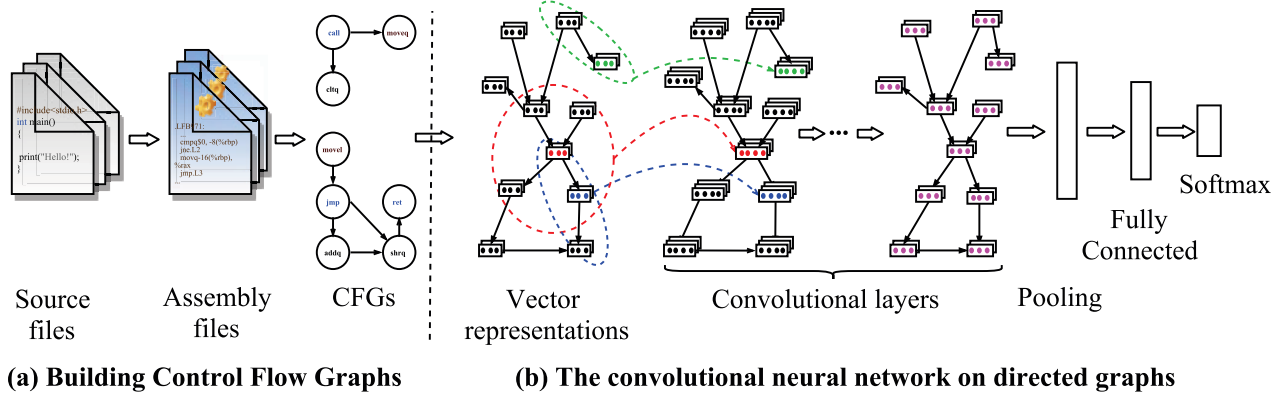 #include<stdio.h>
int main()
{
print("Hello!");
}
.LFB971:
...
cmpq$0, -8(%rbp)
jne.L2
movq-16(%rbp),
%rax
jmp.L3
...
call
moveq
cltq
movel
jmp
ret
addq
shrq
Source
files
Assembly
files
CFGs
Vector
representations
Convolutional layers
Pooling
Fully
Connected
Softmax
(a) Building Control Flow Graphs
(b) The convolutional neural network on directed graphs